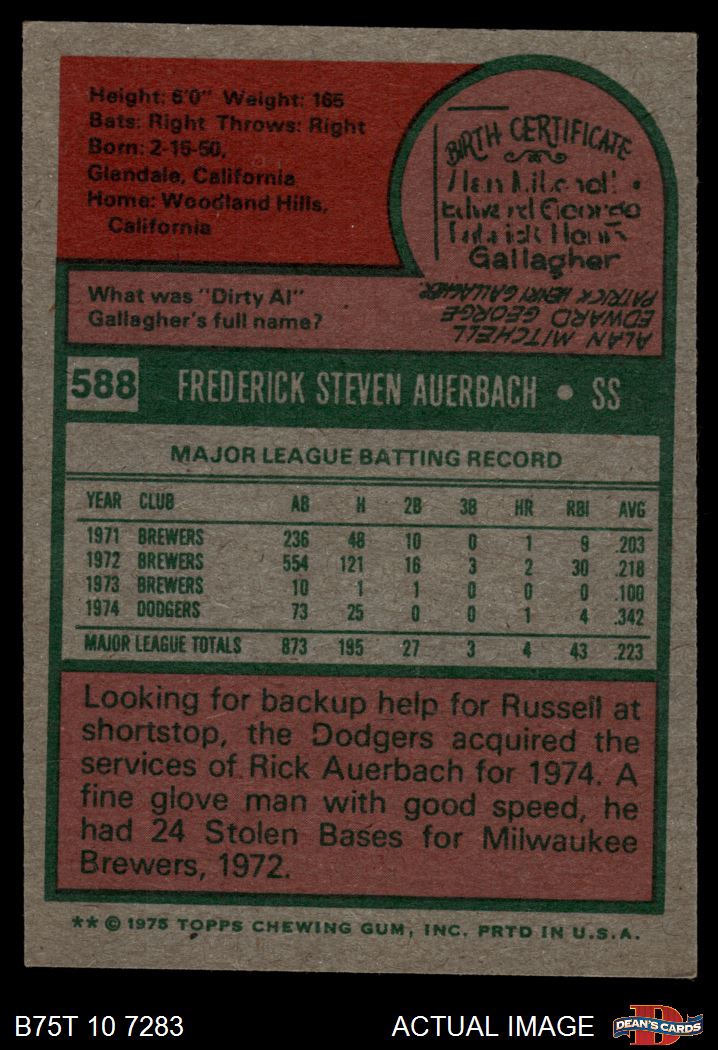 Height: 6'0" Weight: 165
Bats: Right Throws: Right
Born: 2-16-50,
Glendale, California
Home: Woodland Hills,
California
BIRTH CERTIFICATE
Alan Mitchell
Edward George
Patrick Henry
Gallagher
What was "Dirty Al"
Gallagher's full name?
ALAN MITCHELL
EDWARD GEORGE
PATRICK HENRI GALLAGHER.
588 FREDERICK STEVEN AUERBACH • SS
MAJOR LEAGUE BATTING RECORD
YEAR CLUB AB H 2B 3B HR RBI AVG
1971 BREWERS 236 48 10 0 1 9 .203
1972 BREWERS 554 121 16 3 2 30 .218
1973 BREWERS 10 1 1 0 0 0 .100
1974 DODGERS 73 25 0 0 1 4 .342
MAJOR LEAGUE TOTALS 873 195 27 3 4 43 .223
Looking for backup help for Russell at
shortstop, the Dodgers acquired the
services of Rick Auerbach for 1974. A
fine glove man with good speed, he
had 24 Stolen Bases for Milwaukee
Brewers, 1972.
** © 1975 TOPPS CHEWING GUM, INC. PRTD IN U.S.A.
B75T 10 7283 ACTUAL IMAGE DEAN'S CARDS